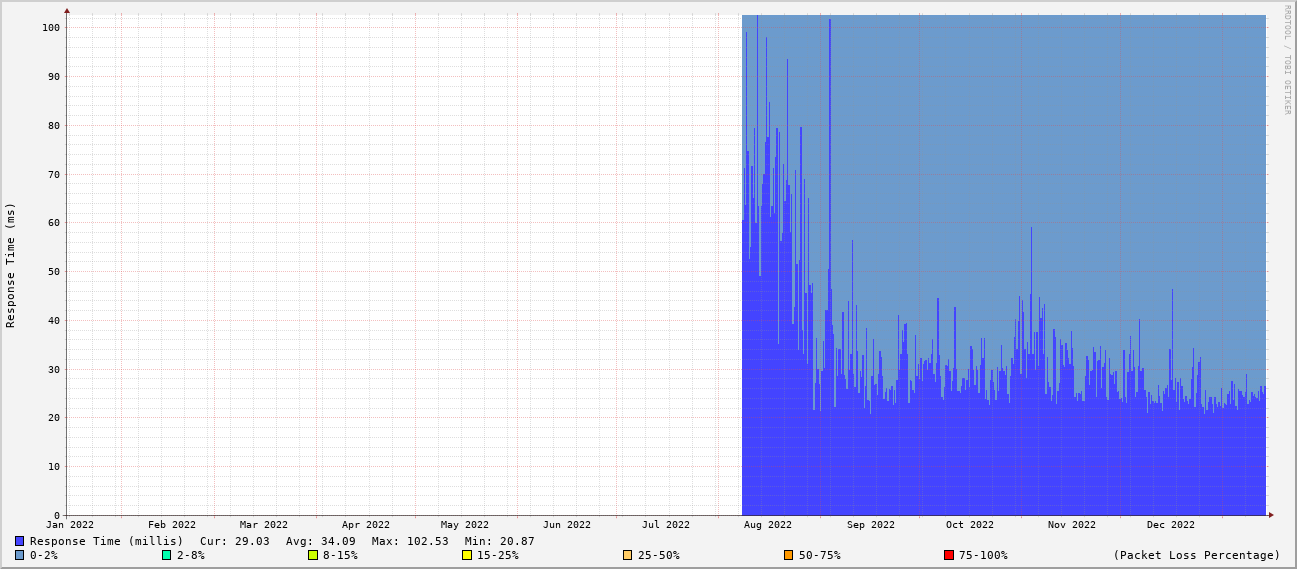 RRDTOOL / TOBI OETIKER
Response Time (ms)
100
90
80
70
60
50
40
30
20
10
0
Jan 2022 Feb 2022 Mar 2022 Apr 2022 May 2022 Jun 2022 Jul 2022 Aug 2022 Sep 2022 Oct 2022 Nov 2022 Dec 2022
Response Time (millis) Cur: 29.03 Avg: 34.09 Max: 102.53 Min: 20.87
0-2% 2-8% 8-15% 15-25% 25-50% 50-75% 75-100% (Packet Loss Percentage)